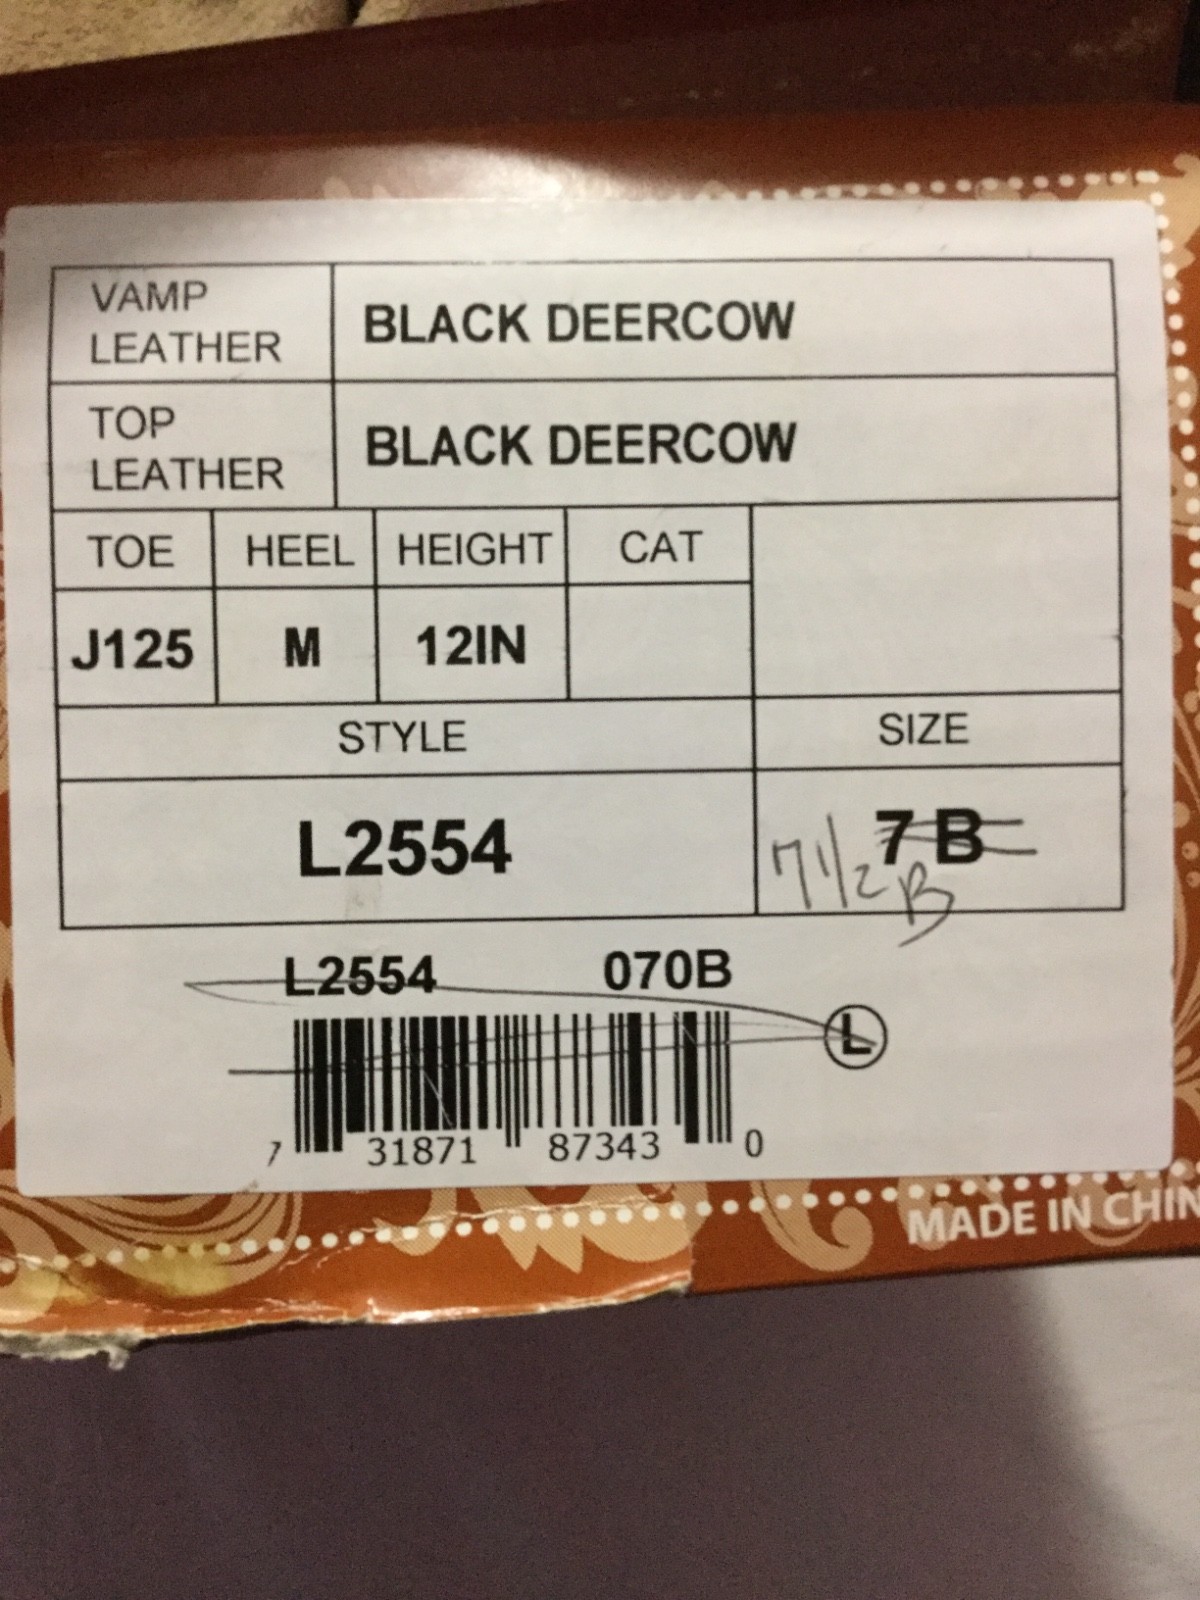 VAMP
LEATHER
BLACK DEERCOW
TOP
LEATHER
BLACK DEERCOW
TOE HEEL HEIGHT CAT
J125 M 12IN
STYLE SIZE
L2554 7 B
7 1/2 B
L2554 070B
L
7 31871 87343 0
MADE IN CHIN